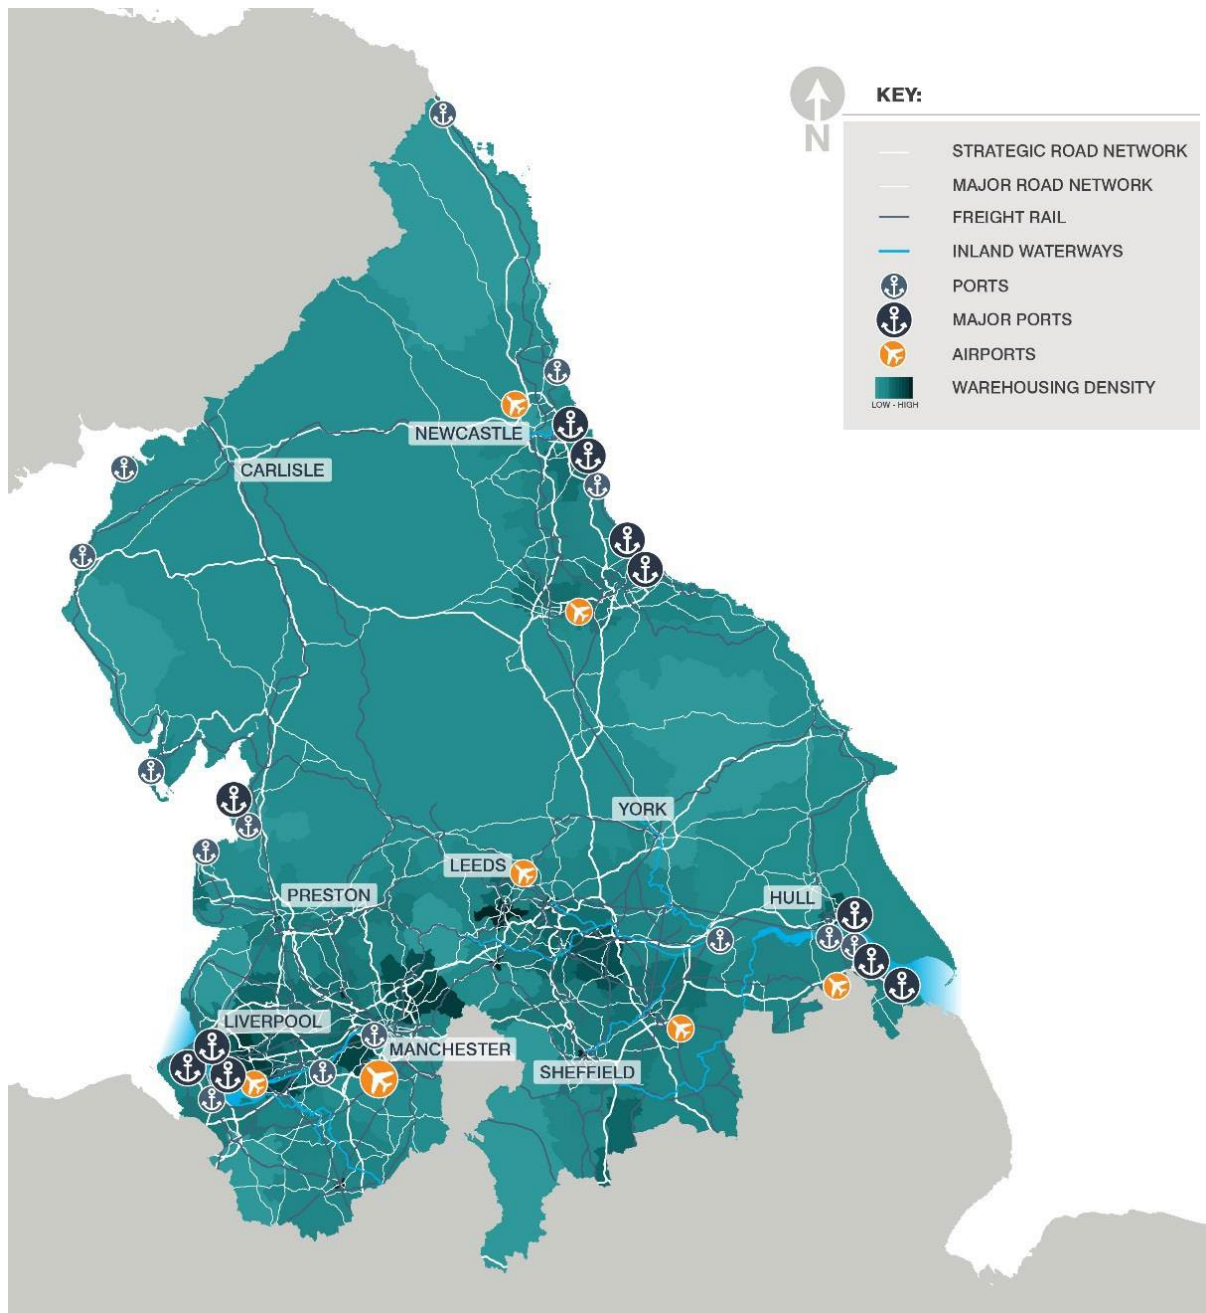 KEY:
N
STRATEGIC ROAD NETWORK
MAJOR ROAD NETWORK
FREIGHT RAIL
INLAND WATERWAYS
PORTS
MAJOR PORTS
AIRPORTS
WAREHOUSING DENSITY
LOW - HIGH
NEWCASTLE
CARLISLE
YORK
LEEDS
PRESTON
HULL
LIVERPOOL
MANCHESTER
SHEFFIELD